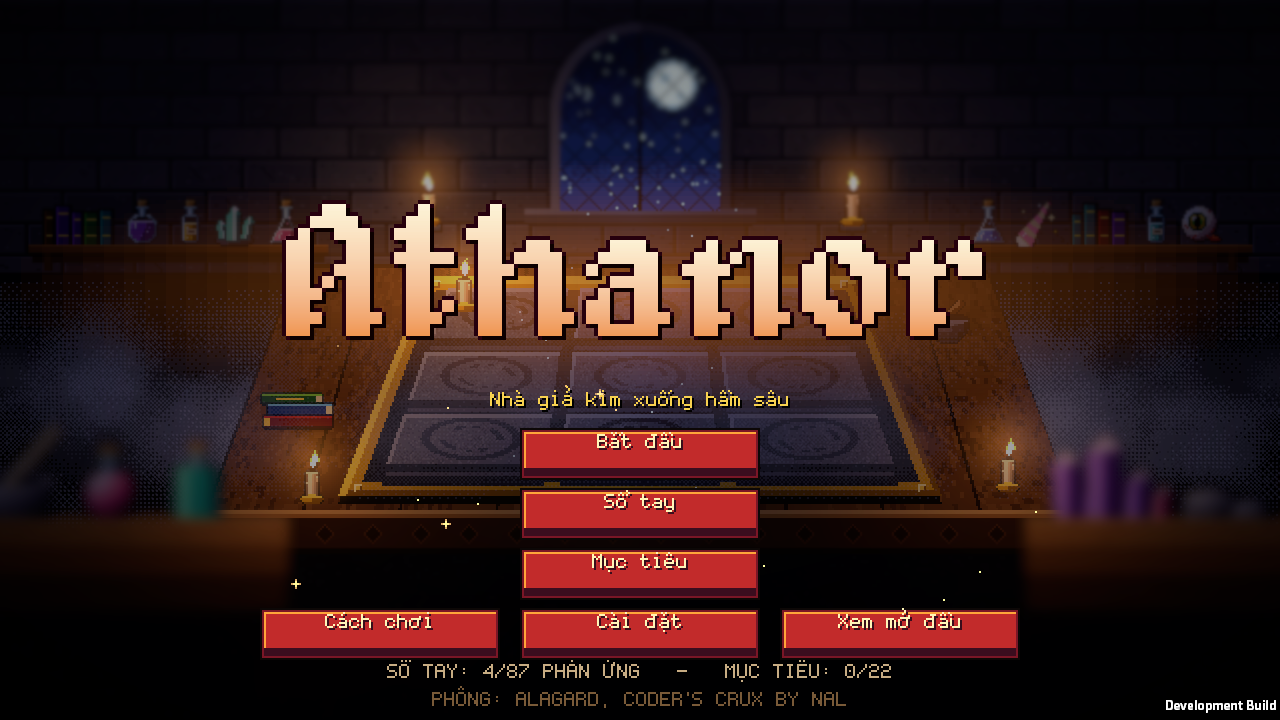 Athanor
Nhà giả kim xuống hầm sâu
Bắt đầu
Sổ tay
Mục tiêu
Cách chơi
Cài đặt
Xem mở đầu
SỔ TAY: 4/87 PHẢN ỨNG – MỤC TIÊU: 0/22
PHÔNG: ALAGARD, CODER'S CRUX BY NAL
Development Build